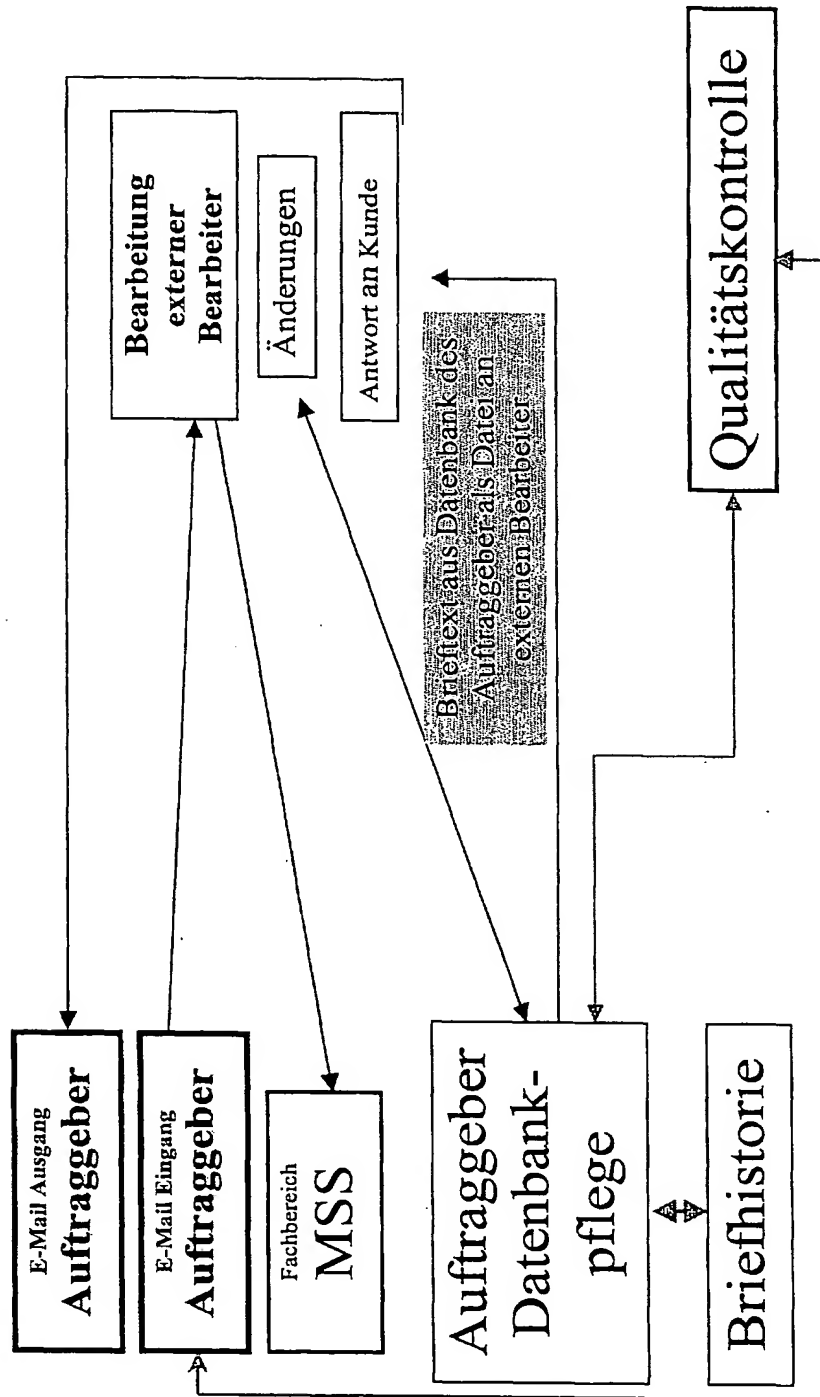 E-Mail Ausgang
Auftraggeber
E-Mail Eingang
Auftraggeber
Fachbereich
MSS
Auftraggeber
Datenbank-
pflege
Briefhistorie
Bearbeitung
externer
Bearbeiter
Änderungen
Antwort an Kunde
Brieftext aus Datenbank des
Auftraggeber als Datei an
externen Bearbeiter
Qualitätskontrolle